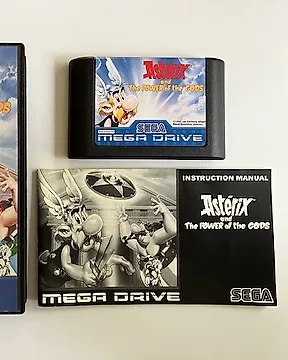 Astérix
and
The POWER of the GODS
SEGA
MEGA DRIVE
INSTRUCTION MANUAL
Astérix
and
The POWER of the GODS
MEGA DRIVE
SEGA